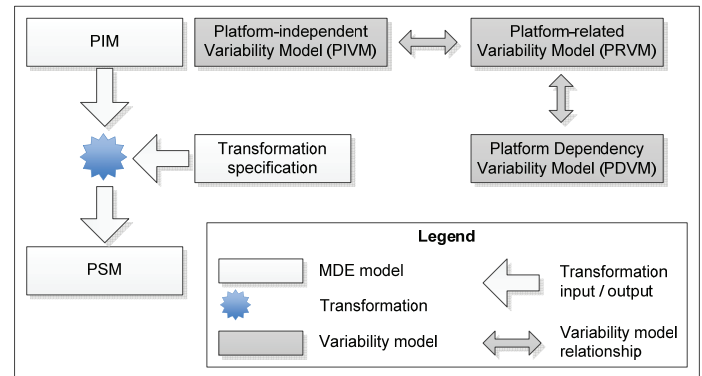 PIM
Platform-independent
Variability Model (PIVM)
Platform-related
Variability Model (PRVM)
Transformation
specification
Platform Dependency
Variability Model (PDVM)
PSM
Legend
MDE model
Transformation
Variability model
Transformation
input / output
Variability model
relationship